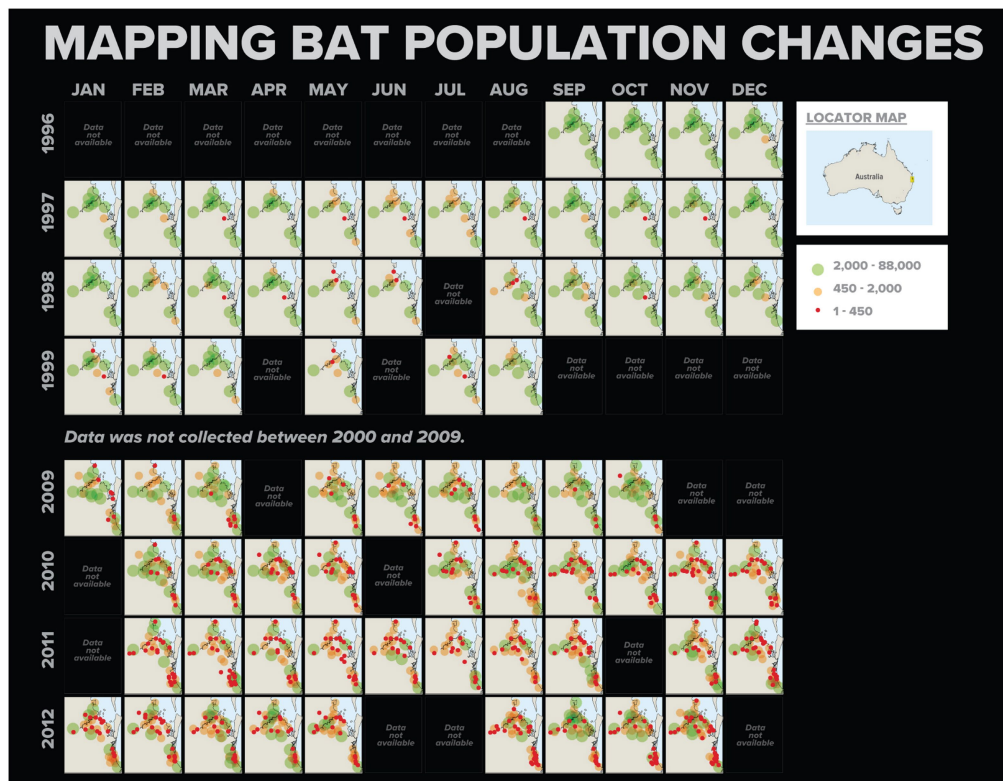 MAPPING BAT POPULATION CHANGES
JAN FEB MAR APR MAY JUN JUL AUG SEP OCT NOV DEC
LOCATOR MAP
Australia
1996
Data not available
Data not available
Data not available
Data not available
Data not available
Data not available
Data not available
Data not available
1997
2,000 - 88,000
450 - 2,000
1 - 450
1998
Data not available
1999
Data not available
Data not available
Data not available
Data not available
Data not available
Data not available
Data was not collected between 2000 and 2009.
2009
Data not available
Data not available
Data not available
2010
Data not available
Data not available
2011
Data not available
Data not available
2012
Data not available
Data not available
Data not available